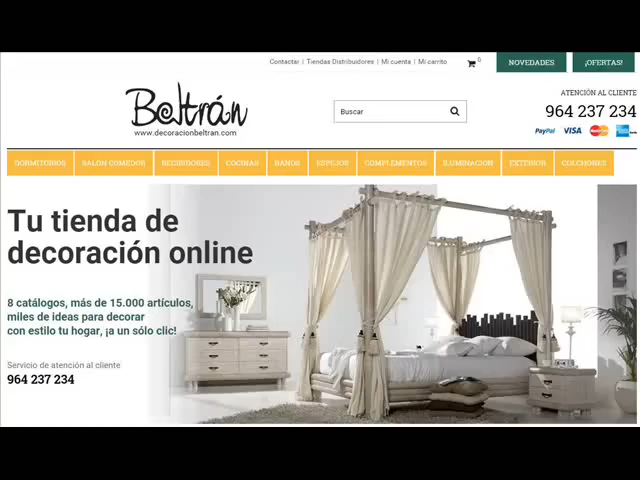 Contactar | Tiendas Distribuidores | Mi cuenta | Mi carrito
0
NOVEDADES
¡OFERTAS!
Beltrán
www.decoracionbeltran.com
Buscar
ATENCIÓN AL CLIENTE
964 237 234
PayPal VISA MasterCard
DORMITORIOS SALÓN COMEDOR RECIBIDORES COCINAS BAÑOS ESPEJOS COMPLEMENTOS ILUMINACIÓN EXTERIOR COLCHONES
Tu tienda de
decoración online
8 catálogos, más de 15.000 artículos,
miles de ideas para decorar
con estilo tu hogar, ¡a un sólo clic!
Servicio de atención al cliente
964 237 234